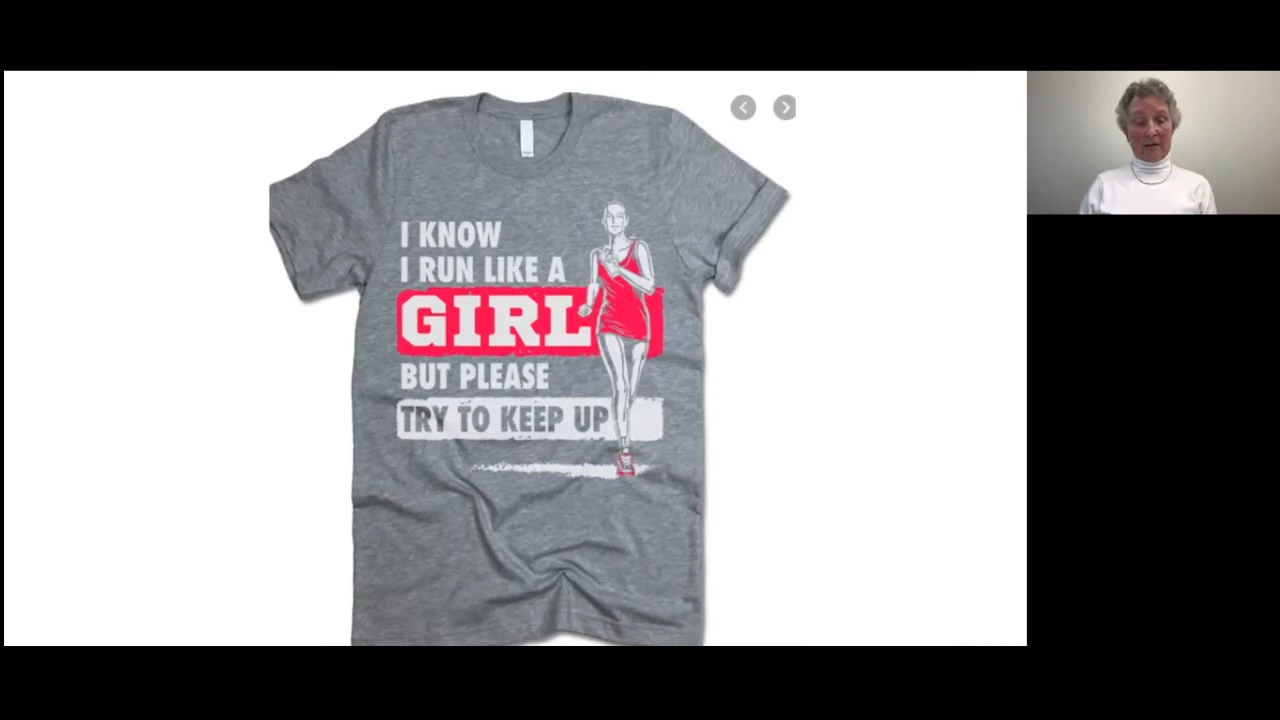 I KNOW
I RUN LIKE A
GIRL
BUT PLEASE
TRY TO KEEP UP